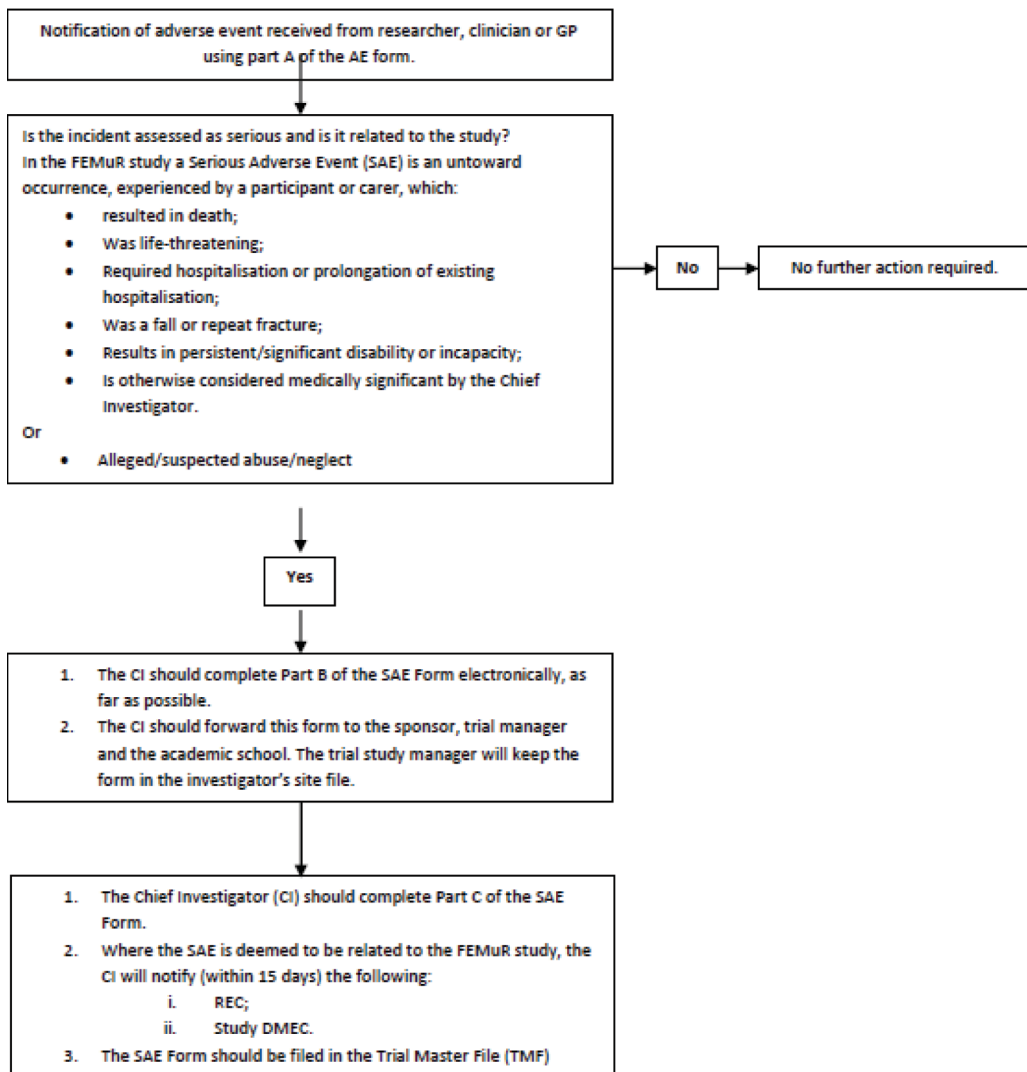 Notification of adverse event received from researcher, clinician or GP
using part A of the AE form.
Is the incident assessed as serious and is it related to the study?
In the FEMuR study a Serious Adverse Event (SAE) is an untoward
occurrence, experienced by a participant or carer, which:
• resulted in death;
• Was life-threatening;
• Required hospitalisation or prolongation of existing
hospitalisation;
• Was a fall or repeat fracture;
• Results in persistent/significant disability or incapacity;
• Is otherwise considered medically significant by the Chief
Investigator.
Or
• Alleged/suspected abuse/neglect
No
No further action required.
Yes
1. The CI should complete Part B of the SAE Form electronically, as
far as possible.
2. The CI should forward this form to the sponsor, trial manager
and the academic school. The trial study manager will keep the
form in the investigator's site file.
1. The Chief Investigator (CI) should complete Part C of the SAE
Form.
2. Where the SAE is deemed to be related to the FEMuR study, the
CI will notify (within 15 days) the following:
i. REC;
ii. Study DMEC.
3. The SAE Form should be filed in the Trial Master File (TMF)